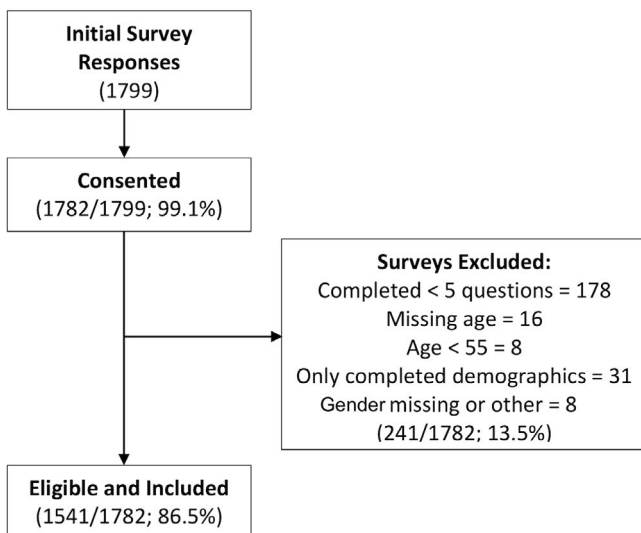 Initial Survey
Responses
(1799)
Consented
(1782/1799; 99.1%)
Surveys Excluded:
Completed < 5 questions = 178
Missing age = 16
Age < 55 = 8
Only completed demographics = 31
Gender missing or other = 8
(241/1782; 13.5%)
Eligible and Included
(1541/1782; 86.5%)